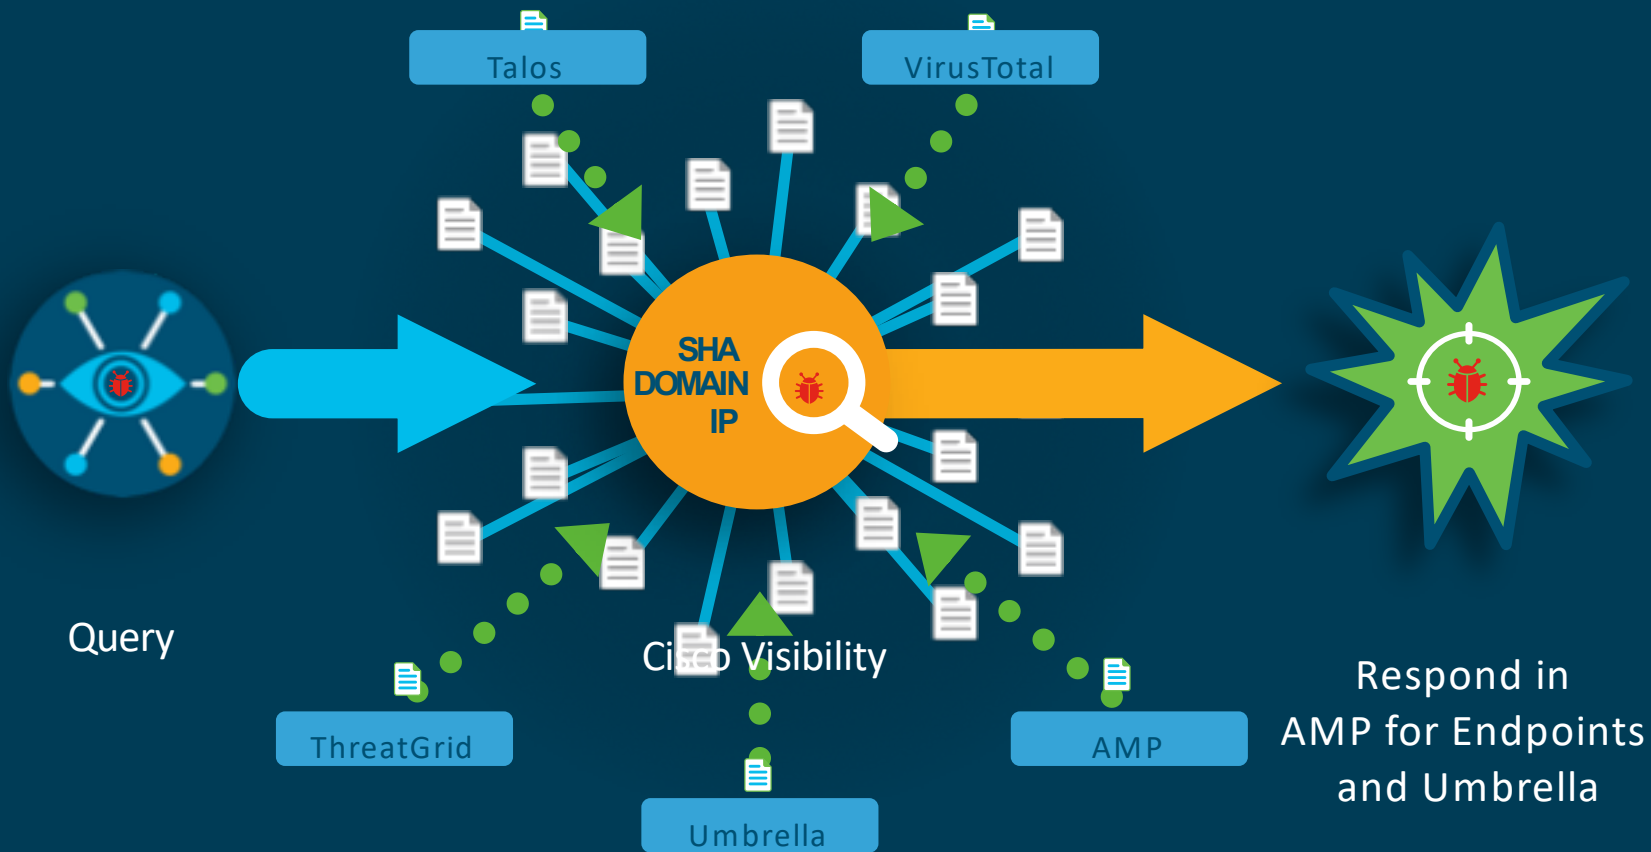 Talos
VirusTotal
SHA
DOMAIN
IP
Query
Cisco Visibility
ThreatGrid
Umbrella
AMP
Respond in
AMP for Endpoints
and Umbrella